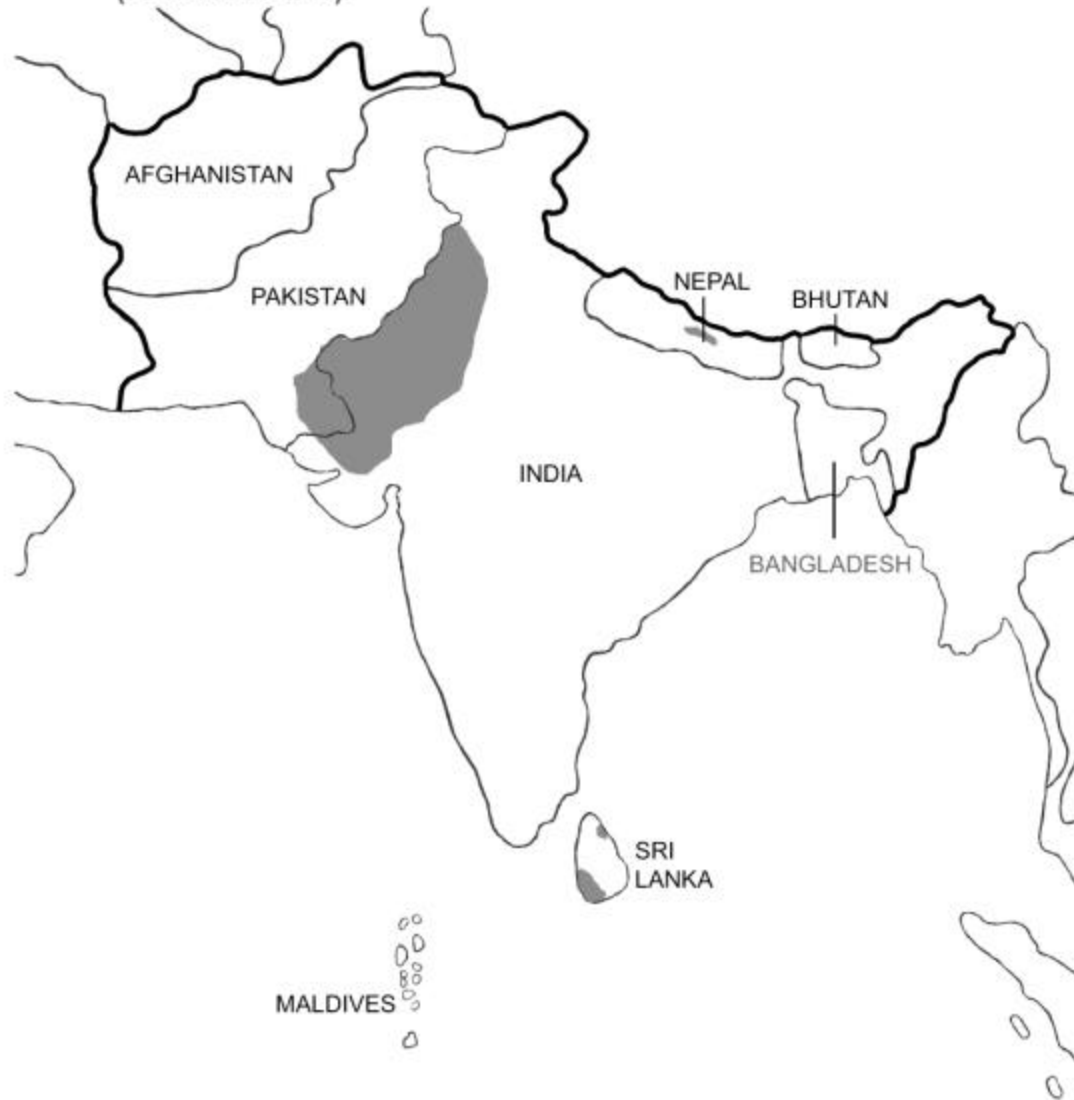 AFGHANISTAN
PAKISTAN
NEPAL
BHUTAN
INDIA
BANGLADESH
SRI
LANKA
MALDIVES